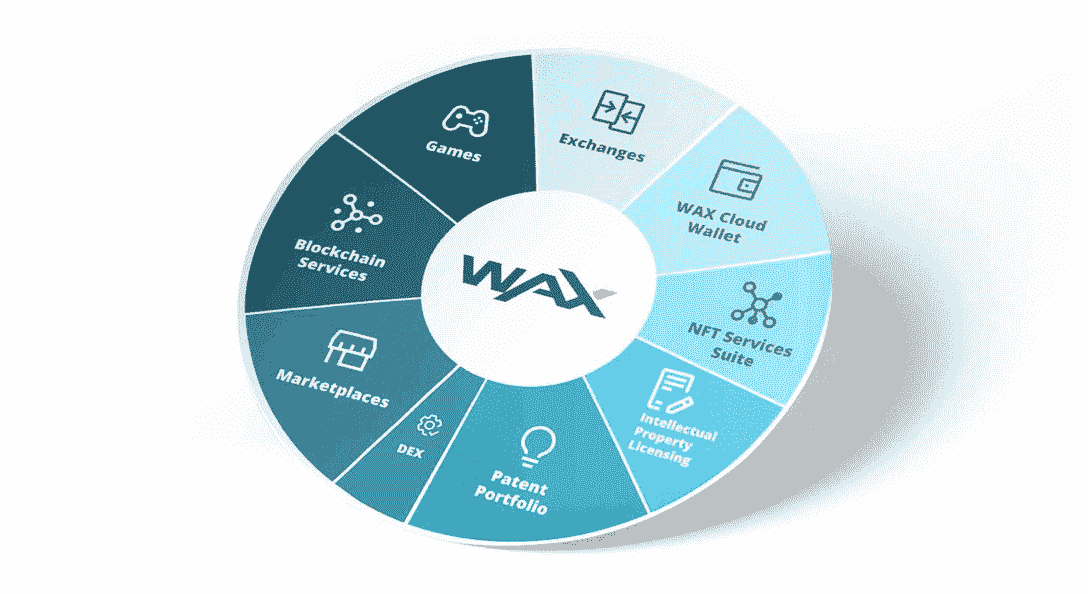 Games
Exchanges
WAX Cloud
Wallet
NFT Services
Suite
Intellectual
Property
Licensing
Patent
Portfolio
DEX
Marketplaces
Blockchain
Services
WAX